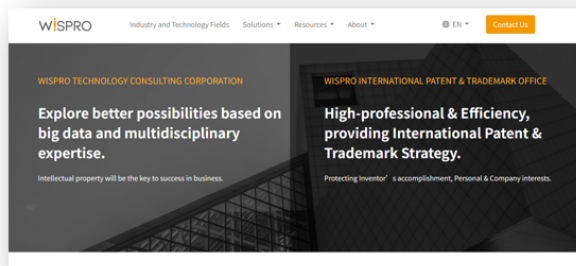 WISPRO
Industry and Technology Fields
Solutions
Resources
About
EN
Contact Us
WISPRO TECHNOLOGY CONSULTING CORPORATION
Explore better possibilities based on
big data and multidisciplinary
expertise.
Intellectual property will be the key to success in business.
WISPRO INTERNATIONAL PATENT & TRADEMARK OFFICE
High-professional & Efficiency,
providing International Patent &
Trademark Strategy.
Protecting Inventor’ s accomplishment, Personal & Company interests.